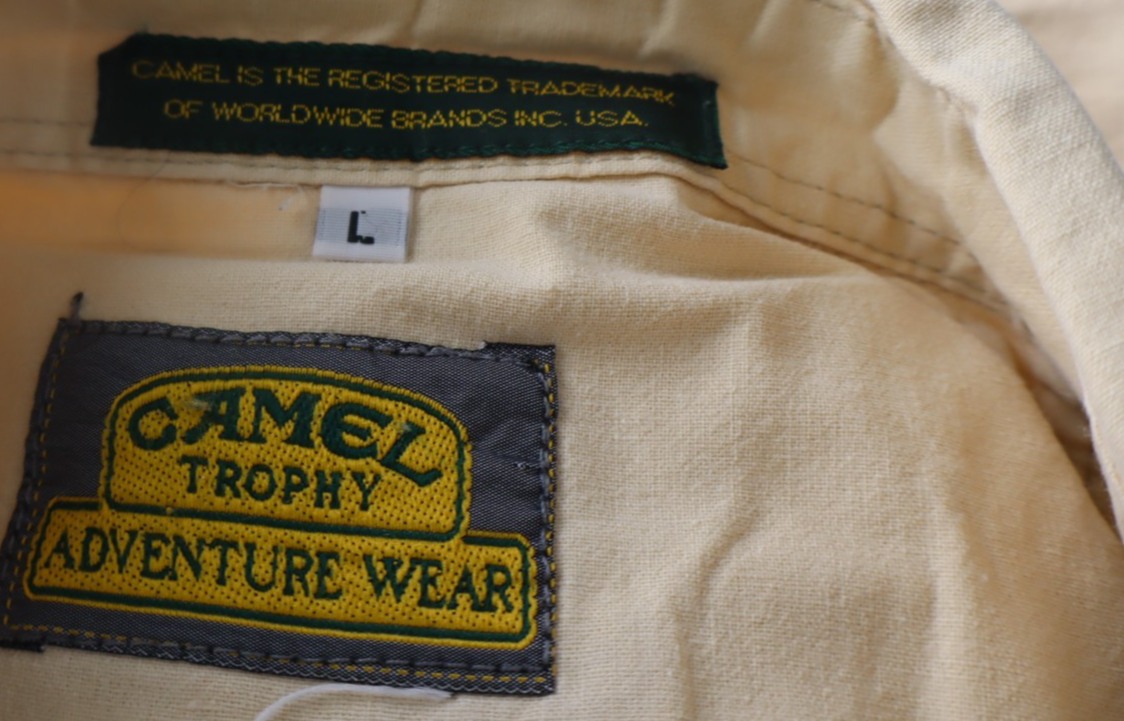 CAMEL IS THE REGISTERED TRADEMARK
OF WORLDWIDE BRANDS INC. USA.
L
CAMEL
TROPHY
ADVENTURE WEAR